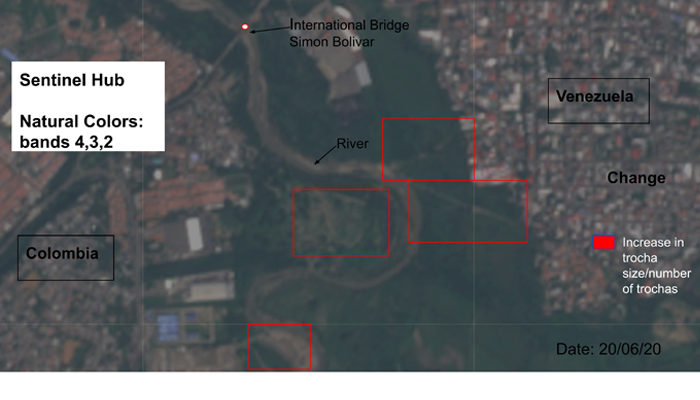 International Bridge
Simon Bolivar
Sentinel Hub
Natural Colors:
bands 4,3,2
Venezuela
River
Change
Colombia
Increase in
trocha
size/number
of trochas
Date: 20/06/20